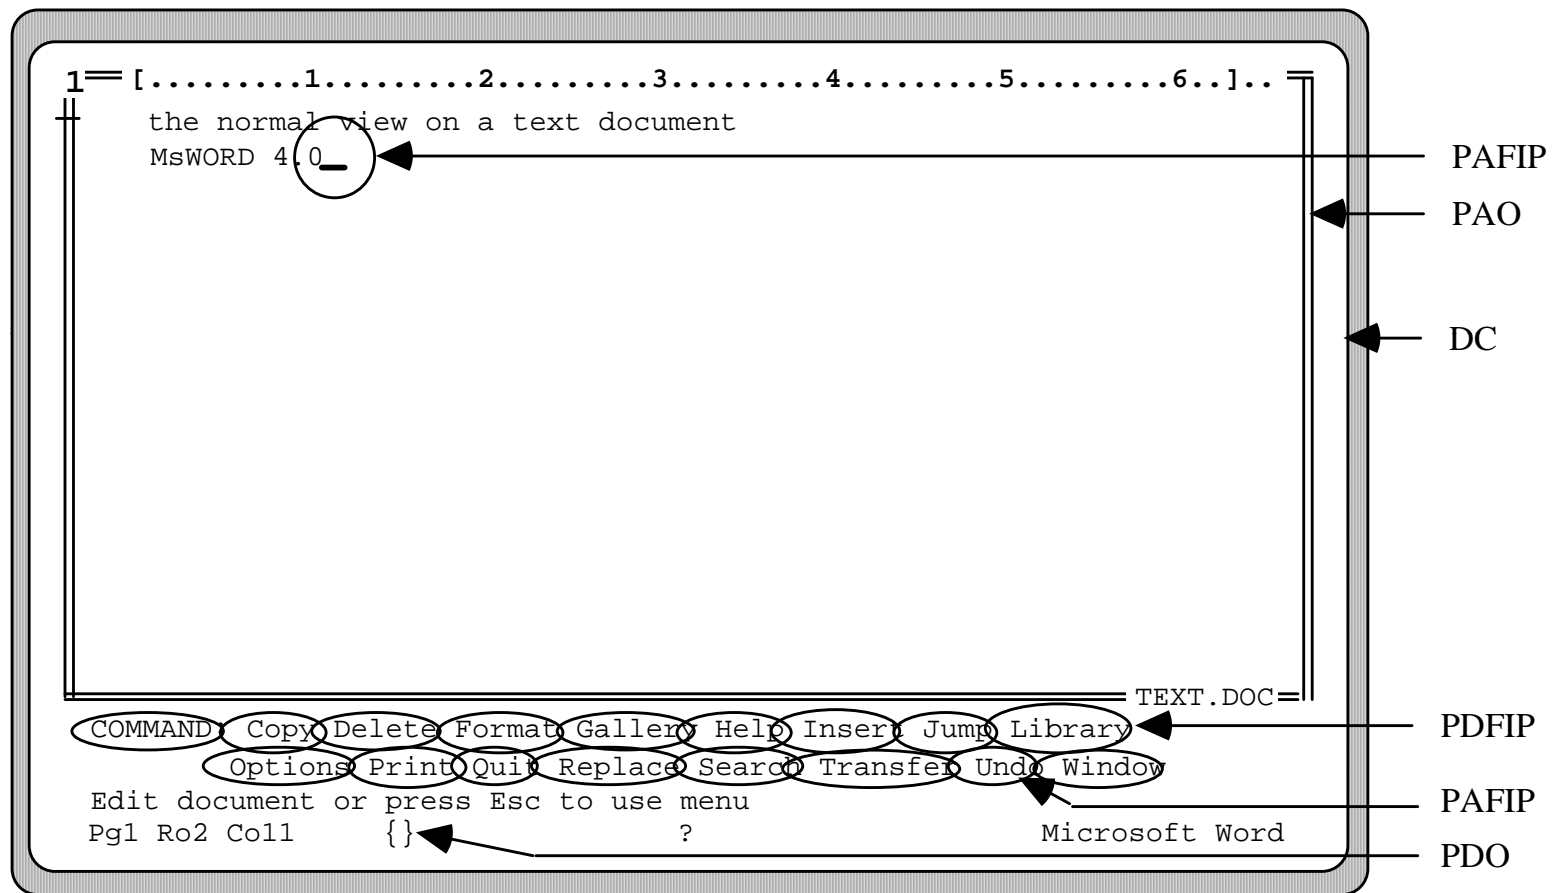 1 [.........1.........2.........3.........4.........5.........6..]..
the normal view on a text document
MsWORD 4.0_ PAFIP
PAO
DC
TEXT.DOC
COMMAND: Copy Delete Format Gallery Help Insert Jump Library PDFIP
Options Print Quit Replace Search Transfer Undo Window
Edit document or press Esc to use menu PAFIP
Pg1 Ro2 Co11 {} ? Microsoft Word
PDO